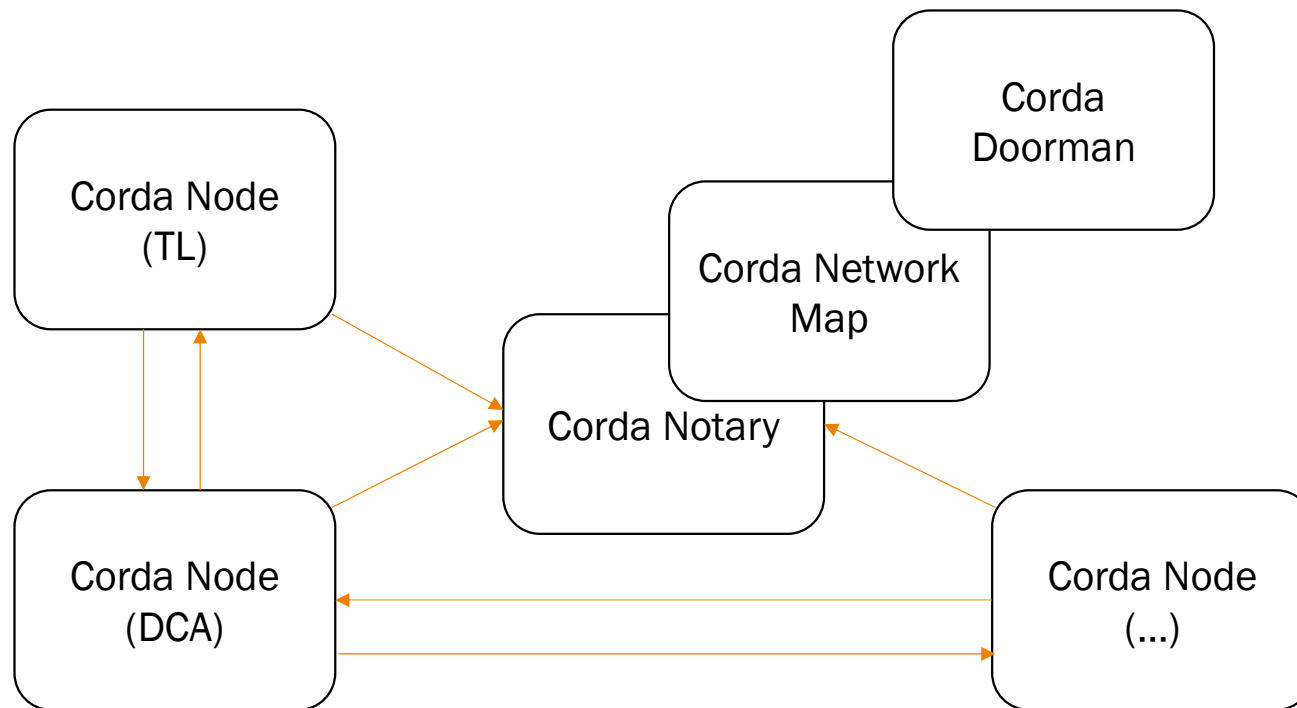 Corda
Doorman
Corda Node
(TL)
Corda Network
Map
Corda Notary
Corda Node
(DCA)
Corda Node
(...)